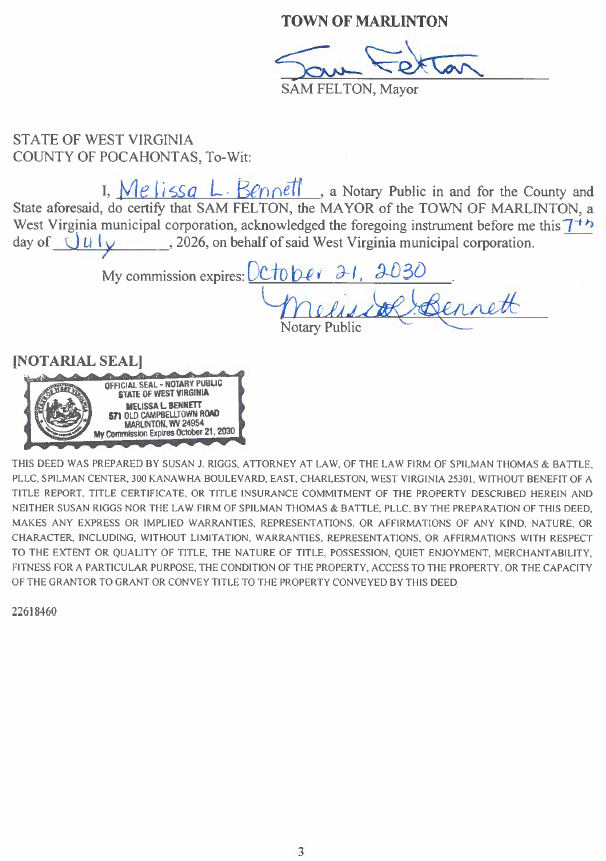 TOWN OF MARLINTON
Sam Felton
SAM FELTON, Mayor
STATE OF WEST VIRGINIA
COUNTY OF POCAHONTAS, To-Wit:
I, Melissa L. Bennett, a Notary Public in and for the County and
State aforesaid, do certify that SAM FELTON, the MAYOR of the TOWN OF MARLINTON, a
West Virginia municipal corporation, acknowledged the foregoing instrument before me this 7th
day of July, 2026, on behalf of said West Virginia municipal corporation.
My commission expires: October 21, 2030.
Melissa L. Bennett
Notary Public
[NOTARIAL SEAL]
OFFICIAL SEAL - NOTARY PUBLIC
STATE OF WEST VIRGINIA
MELISSA L. BENNETT
571 OLD CAMPBELLTOWN ROAD
MARLINTON, WV 24954
My Commission Expires October 21, 2030
THIS DEED WAS PREPARED BY SUSAN J. RIGGS, ATTORNEY AT LAW, OF THE LAW FIRM OF SPILMAN THOMAS & BATTLE,
PLLC, SPILMAN CENTER, 300 KANAWHA BOULEVARD, EAST, CHARLESTON, WEST VIRGINIA 25301, WITHOUT BENEFIT OF A
TITLE REPORT, TITLE CERTIFICATE, OR TITLE INSURANCE COMMITMENT OF THE PROPERTY DESCRIBED HEREIN AND
NEITHER SUSAN RIGGS NOR THE LAW FIRM OF SPILMAN THOMAS & BATTLE, PLLC, BY THE PREPARATION OF THIS DEED,
MAKES ANY EXPRESS OR IMPLIED WARRANTIES, REPRESENTATIONS, OR AFFIRMATIONS OF ANY KIND, NATURE, OR
CHARACTER, INCLUDING, WITHOUT LIMITATION, WARRANTIES, REPRESENTATIONS, OR AFFIRMATIONS WITH RESPECT
TO THE EXTENT OR QUALITY OF TITLE, THE NATURE OF TITLE, POSSESSION, QUIET ENJOYMENT, MERCHANTABILITY,
FITNESS FOR A PARTICULAR PURPOSE, THE CONDITION OF THE PROPERTY, ACCESS TO THE PROPERTY, OR THE CAPACITY
OF THE GRANTOR TO GRANT OR CONVEY TITLE TO THE PROPERTY CONVEYED BY THIS DEED.
22618460
3